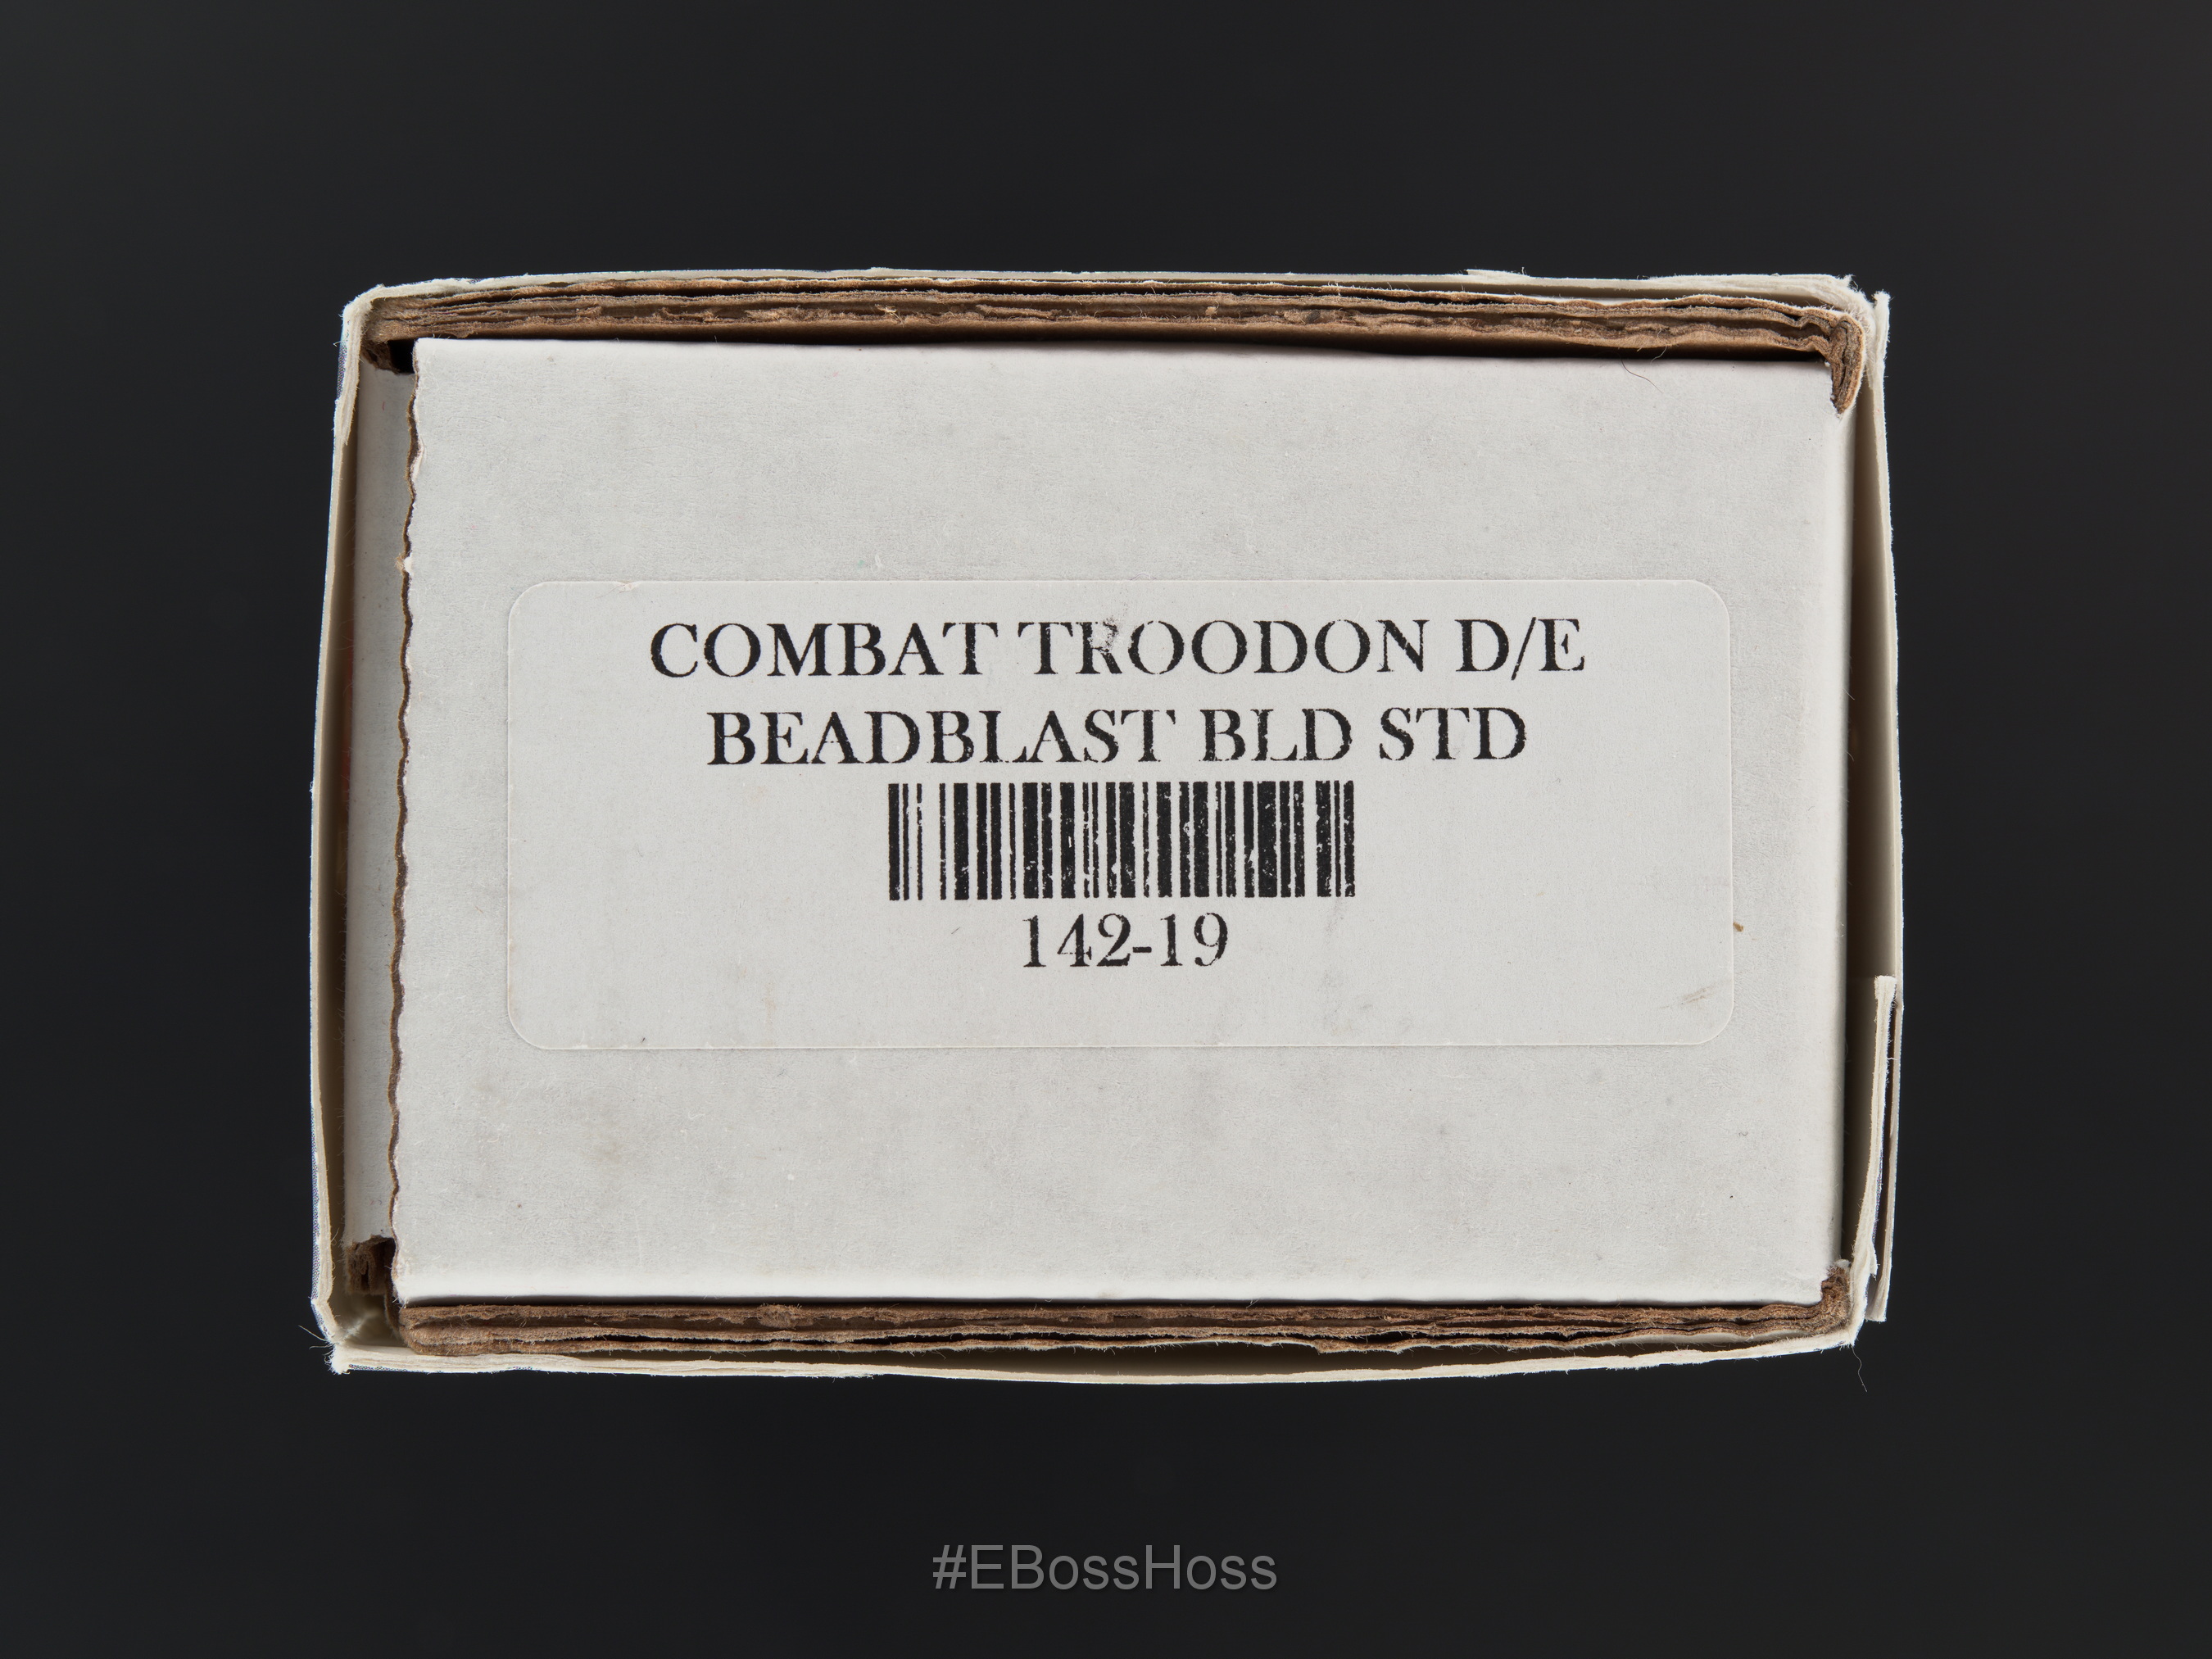 COMBAT TROODON D/E
BEADBLAST BLD STD
142-19
#EBossHoss